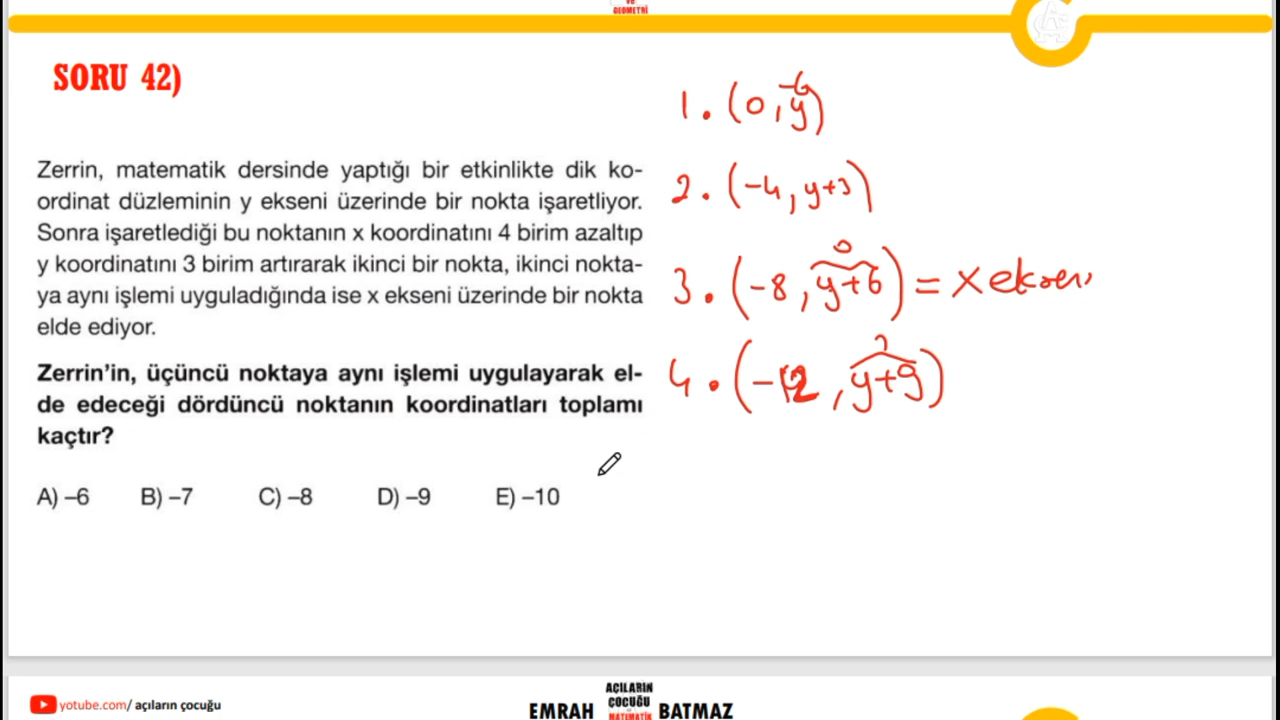 VE
GEOMETRİ
SORU 42)
Zerrin, matematik dersinde yaptığı bir etkinlikte dik ko-
ordinat düzleminin y ekseni üzerinde bir nokta işaretliyor.
Sonra işaretlediği bu noktanın x koordinatını 4 birim azaltıp
y koordinatını 3 birim artırarak ikinci bir nokta, ikinci nokta-
ya aynı işlemi uyguladığında ise x ekseni üzerinde bir nokta
elde ediyor.
Zerrin'in, üçüncü noktaya aynı işlemi uygulayarak el-
de edeceği dördüncü noktanın koordinatları toplamı
kaçtır?
A) –6 B) –7 C) –8 D) –9 E) –10
-6
1. (0, y)
2. (-4, y+3)
0
3. (-8, y+6) = x ekseni
4. (-12, y+9)
yotube.com/ açıların çocuğu
AÇILARIN
ÇOCUĞU
EMRAH MATEMATİK BATMAZ